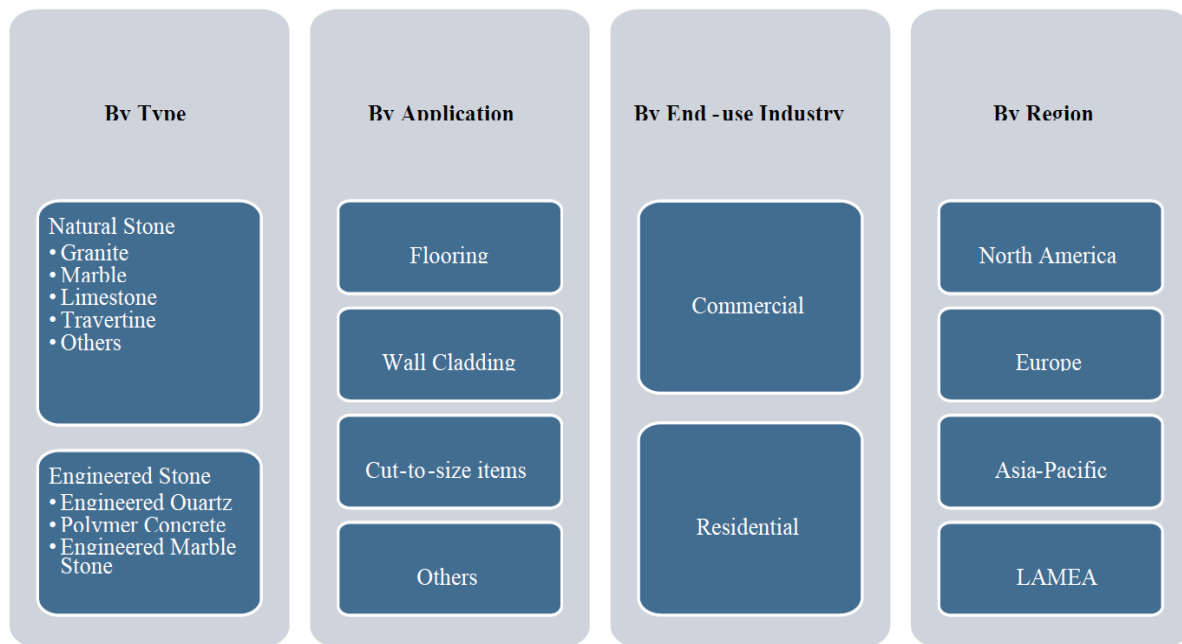 By Type
Natural Stone
• Granite
• Marble
• Limestone
• Travertine
• Others
Engineered Stone
• Engineered Quartz
• Polymer Concrete
• Engineered Marble
Stone
By Application
Flooring
Wall Cladding
Cut-to-size items
Others
By End -use Industry
Commercial
Residential
By Region
North America
Europe
Asia-Pacific
LAMEA